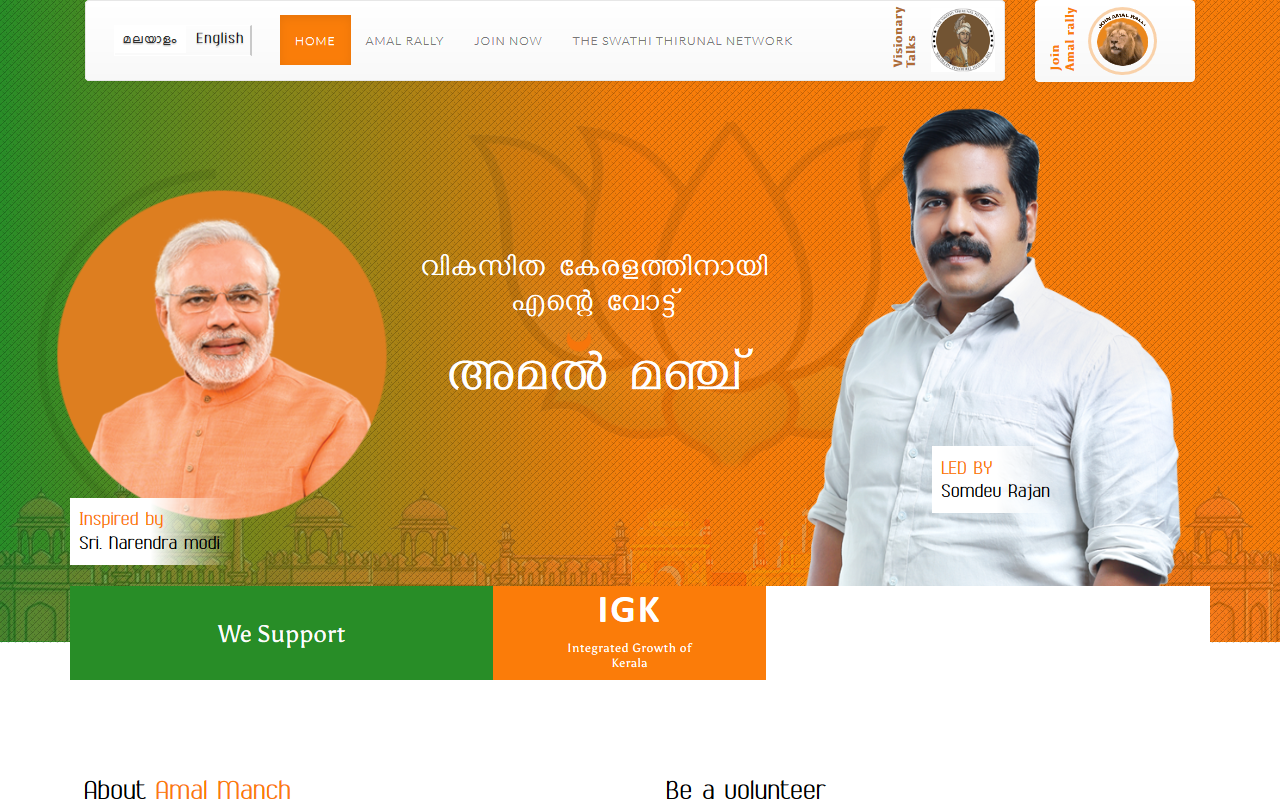 മലയാളം English
HOME
AMAL RALLY
JOIN NOW
THE SWATHI THIRUNAL NETWORK
Visionary
Talks
Join
Amal rally
JOIN AMAL RALLY
വികസിത കേരളത്തിനായി
എന്റെ വോട്ട്
അമൽ മഞ്ച്
Inspired by
Sri. Narendra modi
LED BY
Somdev Rajan
We Support
IGK
Integrated Growth of
Kerala
About Amal Manch
Be a volunteer